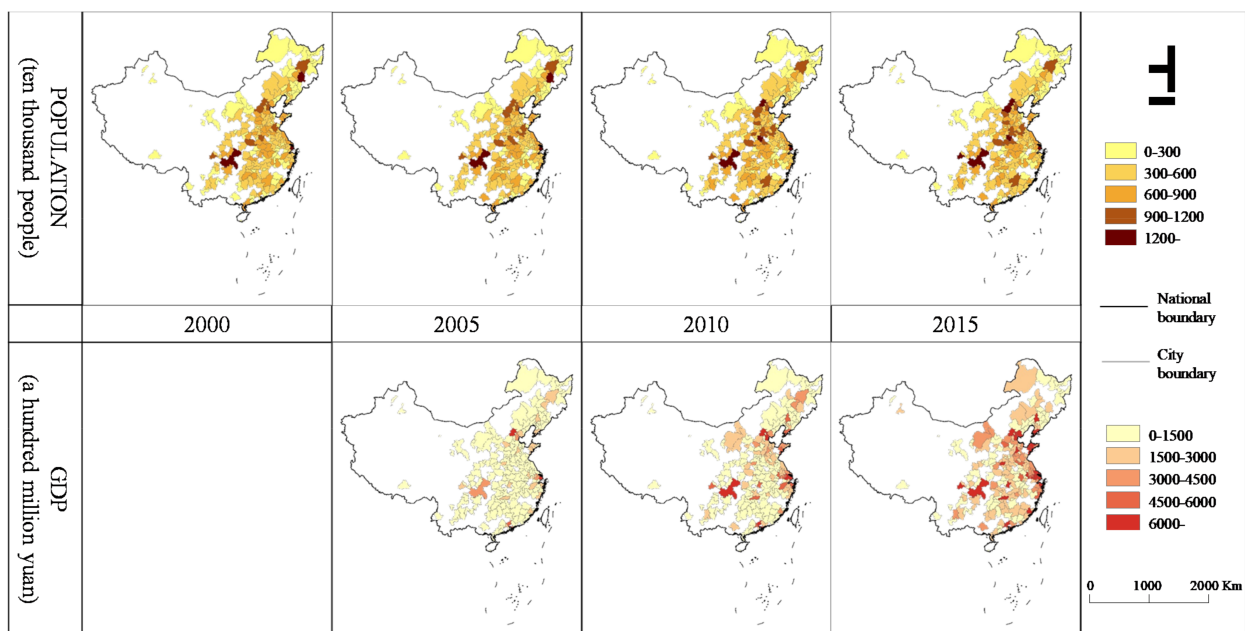 POPULATION
(ten thousand people)
0-300
300-600
600-900
900-1200
1200-
2000
2005
2010
2015
National
boundary
City
boundary
GDP
(a hundred million yuan)
0-1500
1500-3000
3000-4500
4500-6000
6000-
0
1000
2000 Km